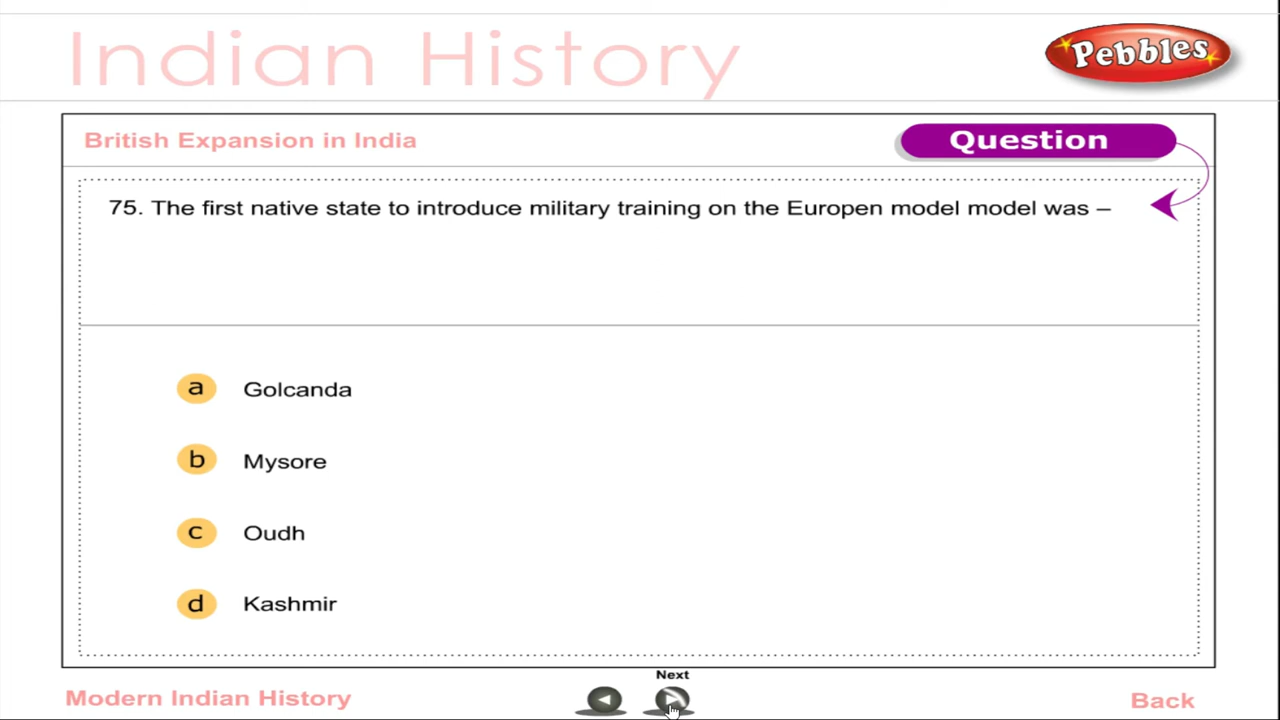 Indian History
Pebbles
British Expansion in India
Question
75. The first native state to introduce military training on the Europen model model was –
a Golcanda
b Mysore
c Oudh
d Kashmir
Next
Modern Indian History
Back